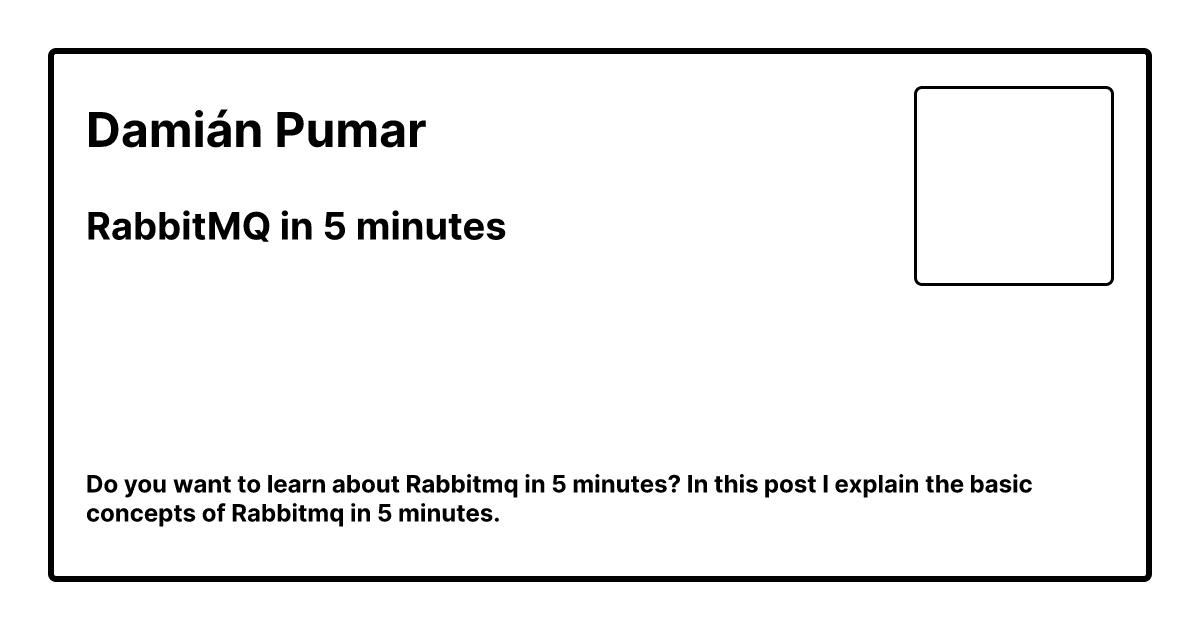 Damián Pumar
RabbitMQ in 5 minutes
Do you want to learn about Rabbitmq in 5 minutes? In this post I explain the basic
concepts of Rabbitmq in 5 minutes.